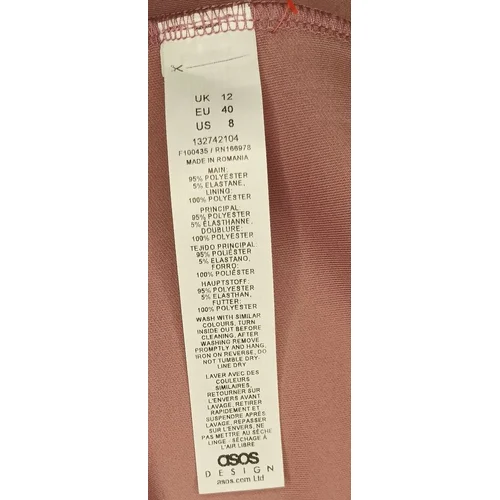 UK 12
EU 40
US 8
132742104
F100435 / RN166978
MADE IN ROMANIA
MAIN:
95% POLYESTER
5% ELASTANE,
LINING:
100% POLYESTER
PRINCIPAL:
95% POLYESTER
5% ÉLASTHANNE,
DOUBLURE:
100% POLYESTER
TEJIDO PRINCIPAL:
95% POLIÉSTER
5% ELASTANO,
FORRO:
100% POLIÉSTER
HAUPTSTOFF:
95% POLYESTER
5% ELASTHAN,
FUTTER:
100% POLYESTER
WASH WITH SIMILAR
COLOURS, TURN
INSIDE OUT BEFORE
CLEANING, AFTER
WASHING REMOVE
PROMPTLY AND HANG,
IRON ON REVERSE, DO
NOT TUMBLE DRY-
LINE DRY
LAVER AVEC DES
COULEURS
SIMILAIRES,
RETOURNER SUR
L'ENVERS AVANT
LAVAGE, RETIRER
RAPIDEMENT ET
SUSPENDRE APRÈS
LAVAGE, REPASSER
SUR L'ENVERS, NE
PAS METTRE AU SÈCHE
LINGE - SÉCHAGE À
L'AIR LIBRE
asos
DESIGN
asos.com Ltd